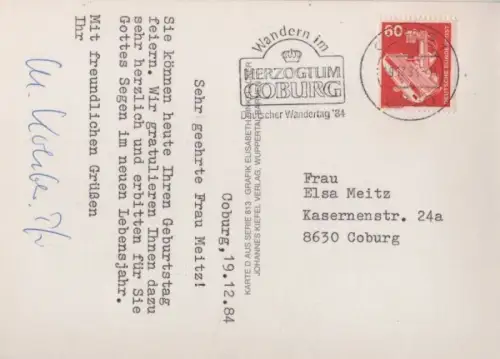 Coburg, 19.12.84
Sehr geehrte Frau Meitz!
Sie können heute Ihren Geburtstag
feiern. Wir gratulieren Ihnen dazu
sehr herzlich und erbitten für Sie
Gottes Segen im neuen Lebensjahr.
Mit freundlichen Grüßen
Ihr
KARTE D AUS SERIE 613 · GRAFIK ELISABETH
JOHANNES KIEFEL VERLAG, WUPPERTAL
Wandern im
HERZOGTUM
COBURG
Deutscher Wandertag '84
60
DEUTSCHE BUNDESPOST
Frau
Elsa Meitz
Kasernenstr. 24a
8630 Coburg